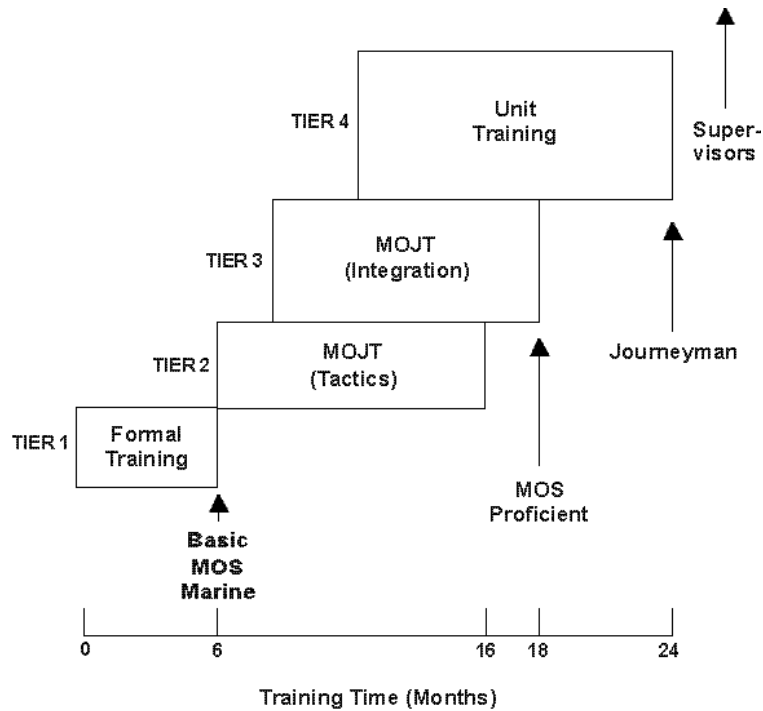 Unit
Training
TIER 4
Super-
visors
MOJT
(Integration)
TIER 3
MOJT
(Tactics)
TIER 2
Journeyman
Formal
Training
TIER 1
MOS
Proficient
Basic
MOS
Marine
0 6 16 18 24
Training Time (Months)